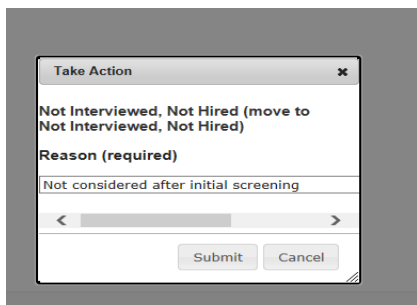 Take Action
Not Interviewed, Not Hired (move to
Not Interviewed, Not Hired)
Reason (required)
Not considered after initial screening
Submit Cancel